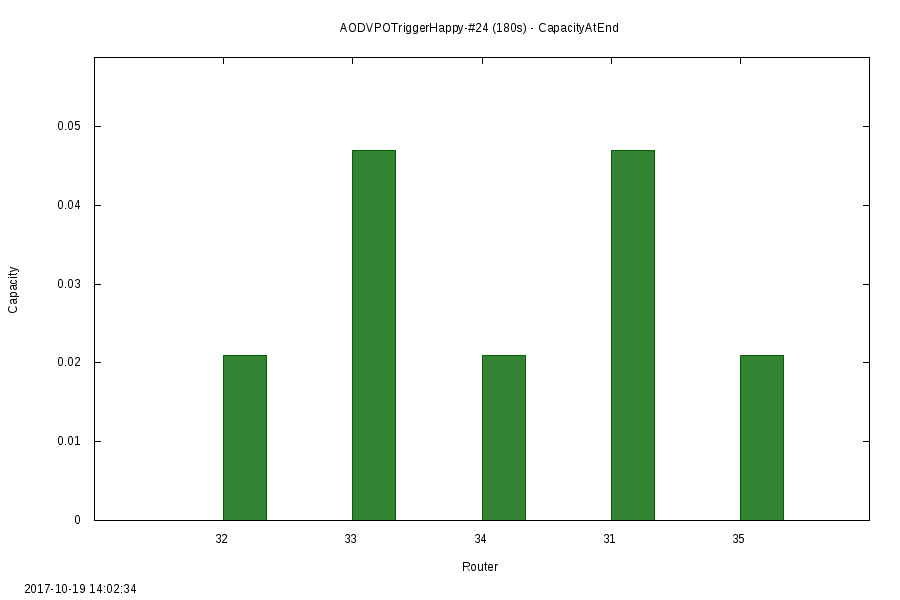 AODVPOTriggerHappy-#24 (180s) - CapacityAtEnd
0.05
0.04
0.03
0.02
0.01
0
Capacity
32 33 34 31 35
Router
2017-10-19 14:02:34